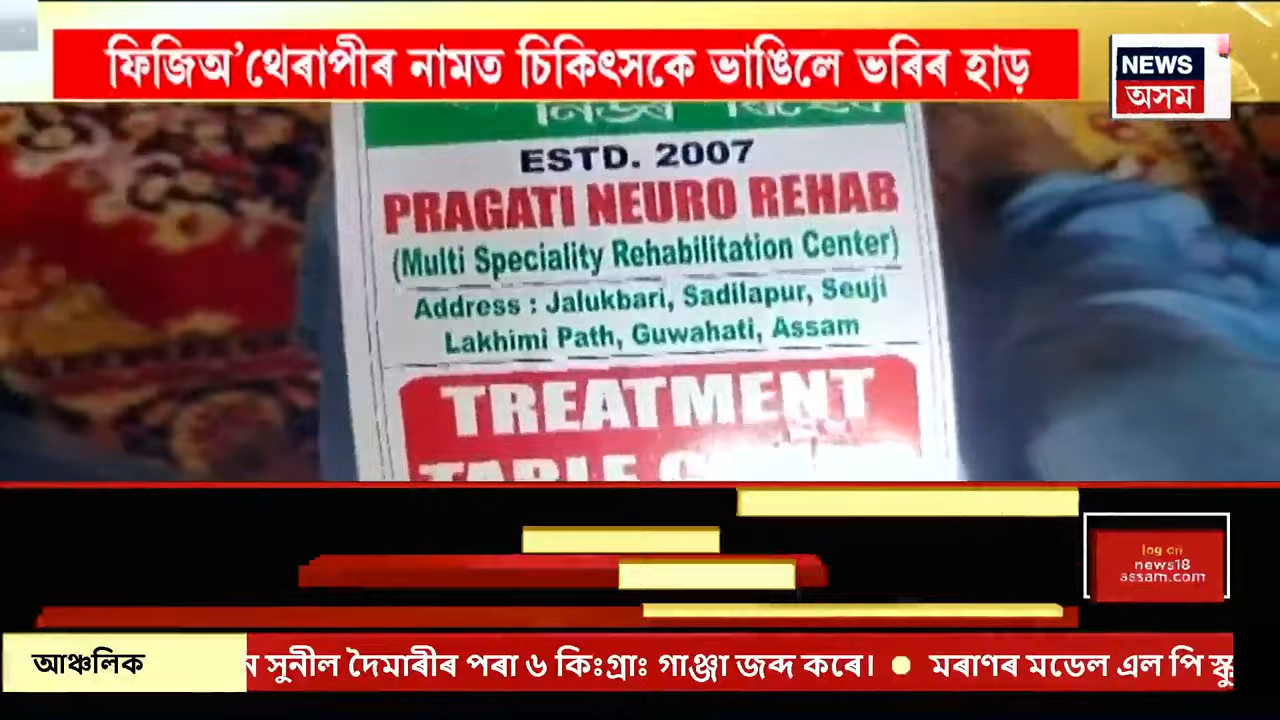 ফিজিঅ'থেৰাপীৰ নামত চিকিৎসকে ভাঙিলে ভৰিৰ হাড়
NEWS
অসম
ESTD. 2007
PRAGATI NEURO REHAB
(Multi Speciality Rehabilitation Center)
Address : Jalukbari, Sadilapur, Seuji
Lakhimi Path, Guwahati, Assam
TREATMENT
log on
news18
assam.com
আঞ্চলিক
সুনীল দৈমাৰীৰ পৰা ৬ কিঃগ্ৰাঃ গাঞ্জা জব্দ কৰে। ● মৰাণৰ মডেল এল পি